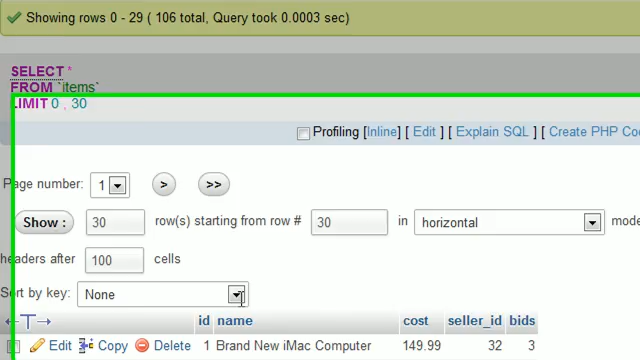 Showing rows 0 - 29 ( 106 total, Query took 0.0003 sec)
SELECT *
FROM `items`
LIMIT 0 , 30
Profiling [Inline] [ Edit ] [ Explain SQL ] [ Create PHP Co
Page number: 1 > >>
Show : 30 row(s) starting from row # 30 in horizontal mode
headers after 100 cells
Sort by key: None
id name cost seller_id bids
Edit Copy Delete 1 Brand New iMac Computer 149.99 32 3